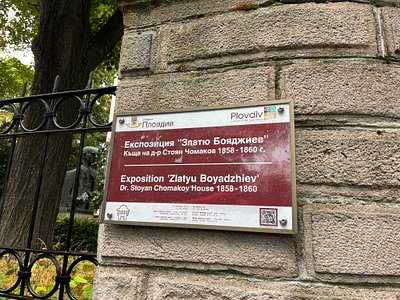 Пловдив
Plovdiv
Експозиция "Златю Бояджиев"
Къща на д-р Стоян Чомаков 1858 - 1860 г.
Exposition 'Zlatyu Boyadzhiev'
Dr. Stoyan Chomakov House 1858 - 1860